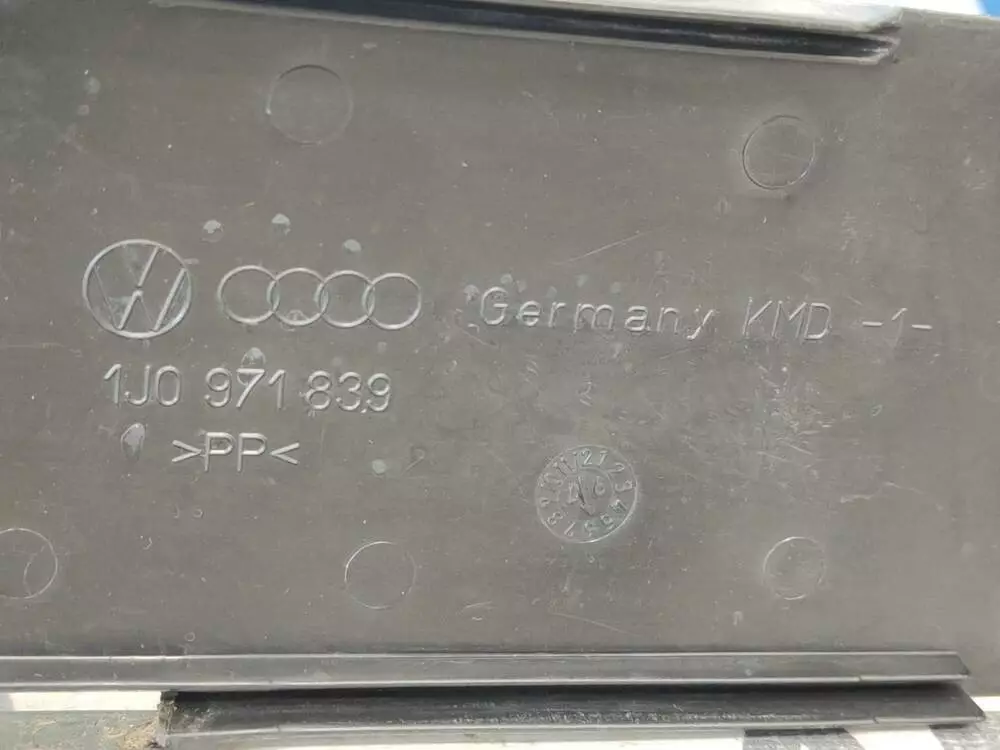 Germany KMD -1-
1J0 971 839
>PP<